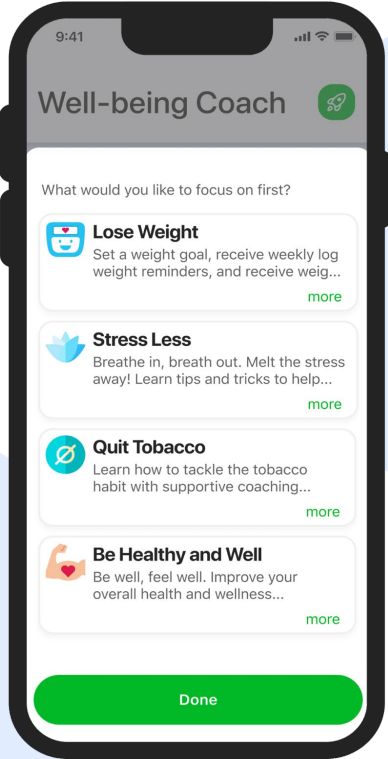 9:41
Well-being Coach
What would you like to focus on first?
Lose Weight
Set a weight goal, receive weekly log
weight reminders, and receive weig...
more
Stress Less
Breathe in, breath out. Melt the stress
away! Learn tips and tricks to help...
more
Quit Tobacco
Learn how to tackle the tobacco
habit with supportive coaching...
more
Be Healthy and Well
Be well, feel well. Improve your
overall health and wellness...
more
Done